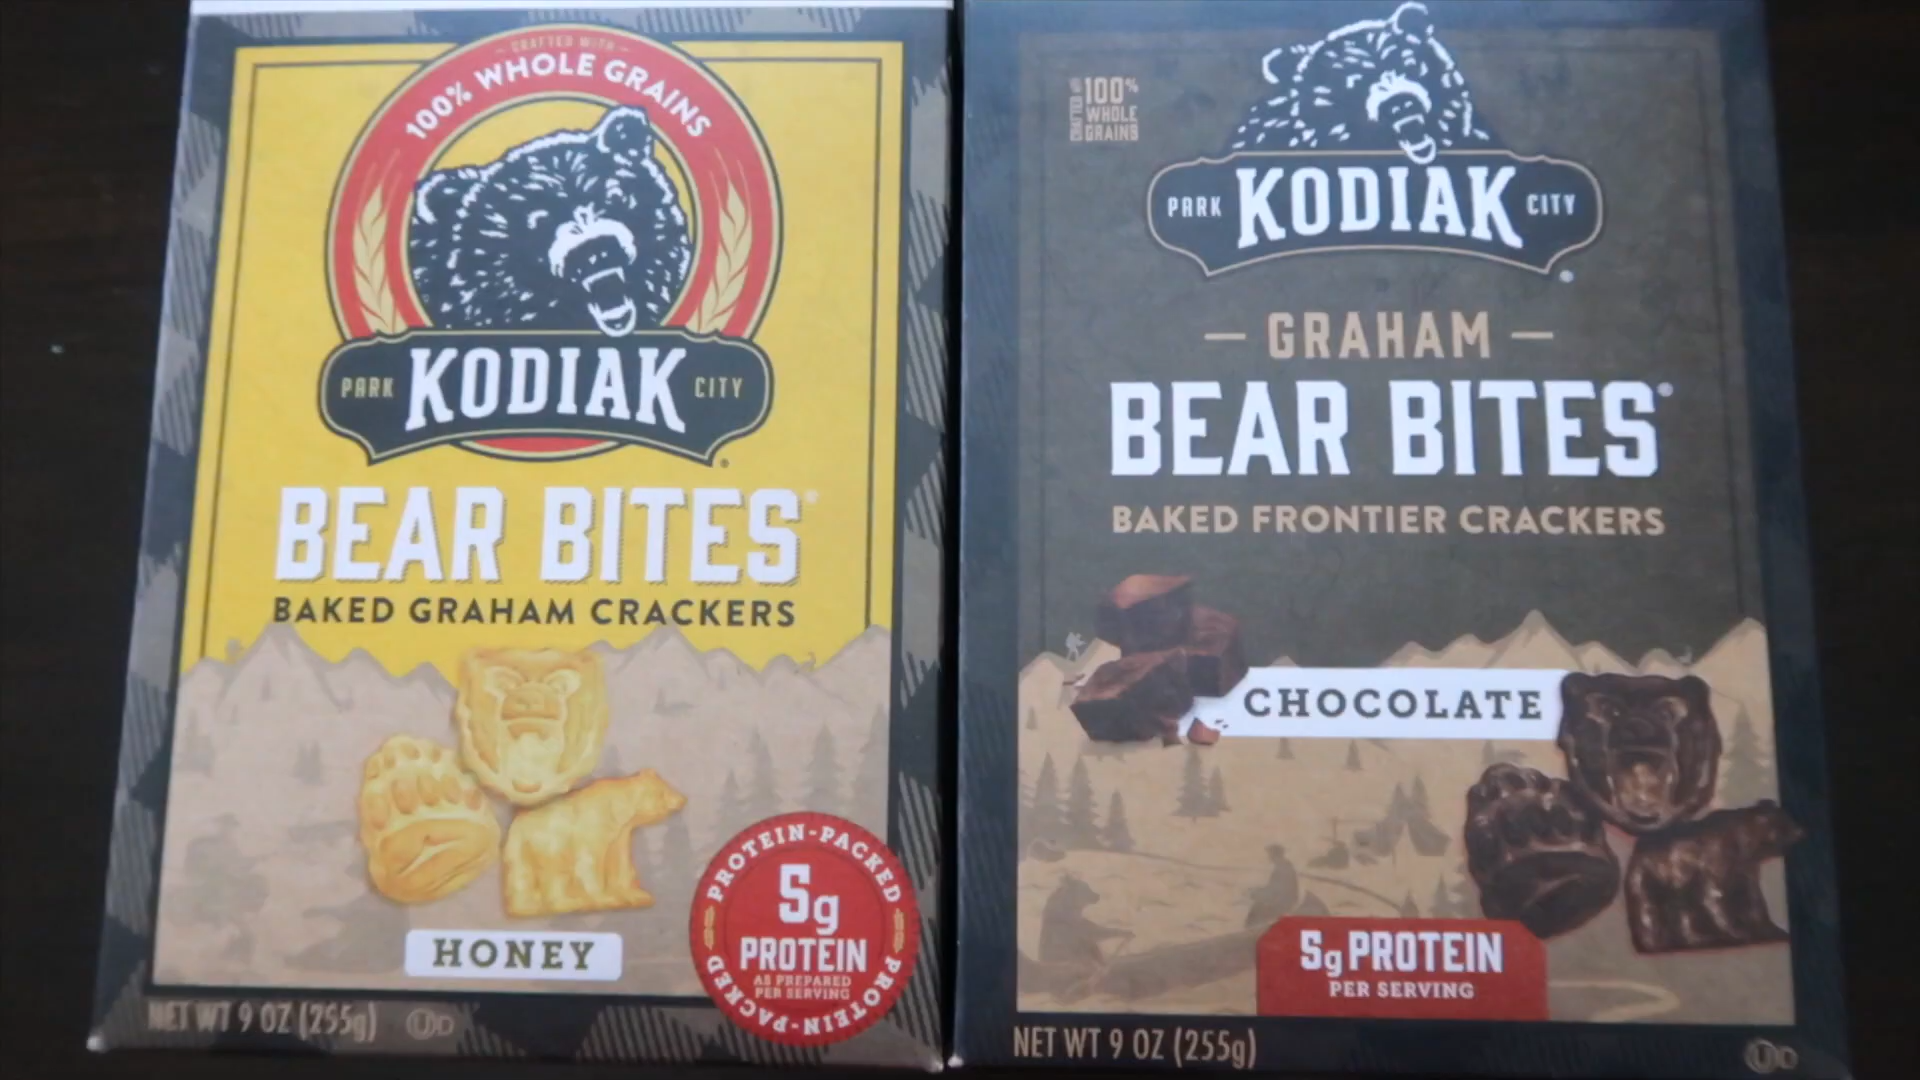 CRAFTED WITH
100% WHOLE GRAINS
PARK KODIAK CITY
BEAR BITES®
BAKED GRAHAM CRACKERS
HONEY
PROTEIN-PACKED
5g
PROTEIN
AS PREPARED
PER SERVING
PROTEIN-PACKED
NET WT 9 OZ (255g) UD
CRAFTED WITH
100%
WHOLE
GRAINS
PARK KODIAK CITY ®
GRAHAM
BEAR BITES®
BAKED FRONTIER CRACKERS
CHOCOLATE
5g PROTEIN
PER SERVING
NET WT 9 OZ (255g) UD